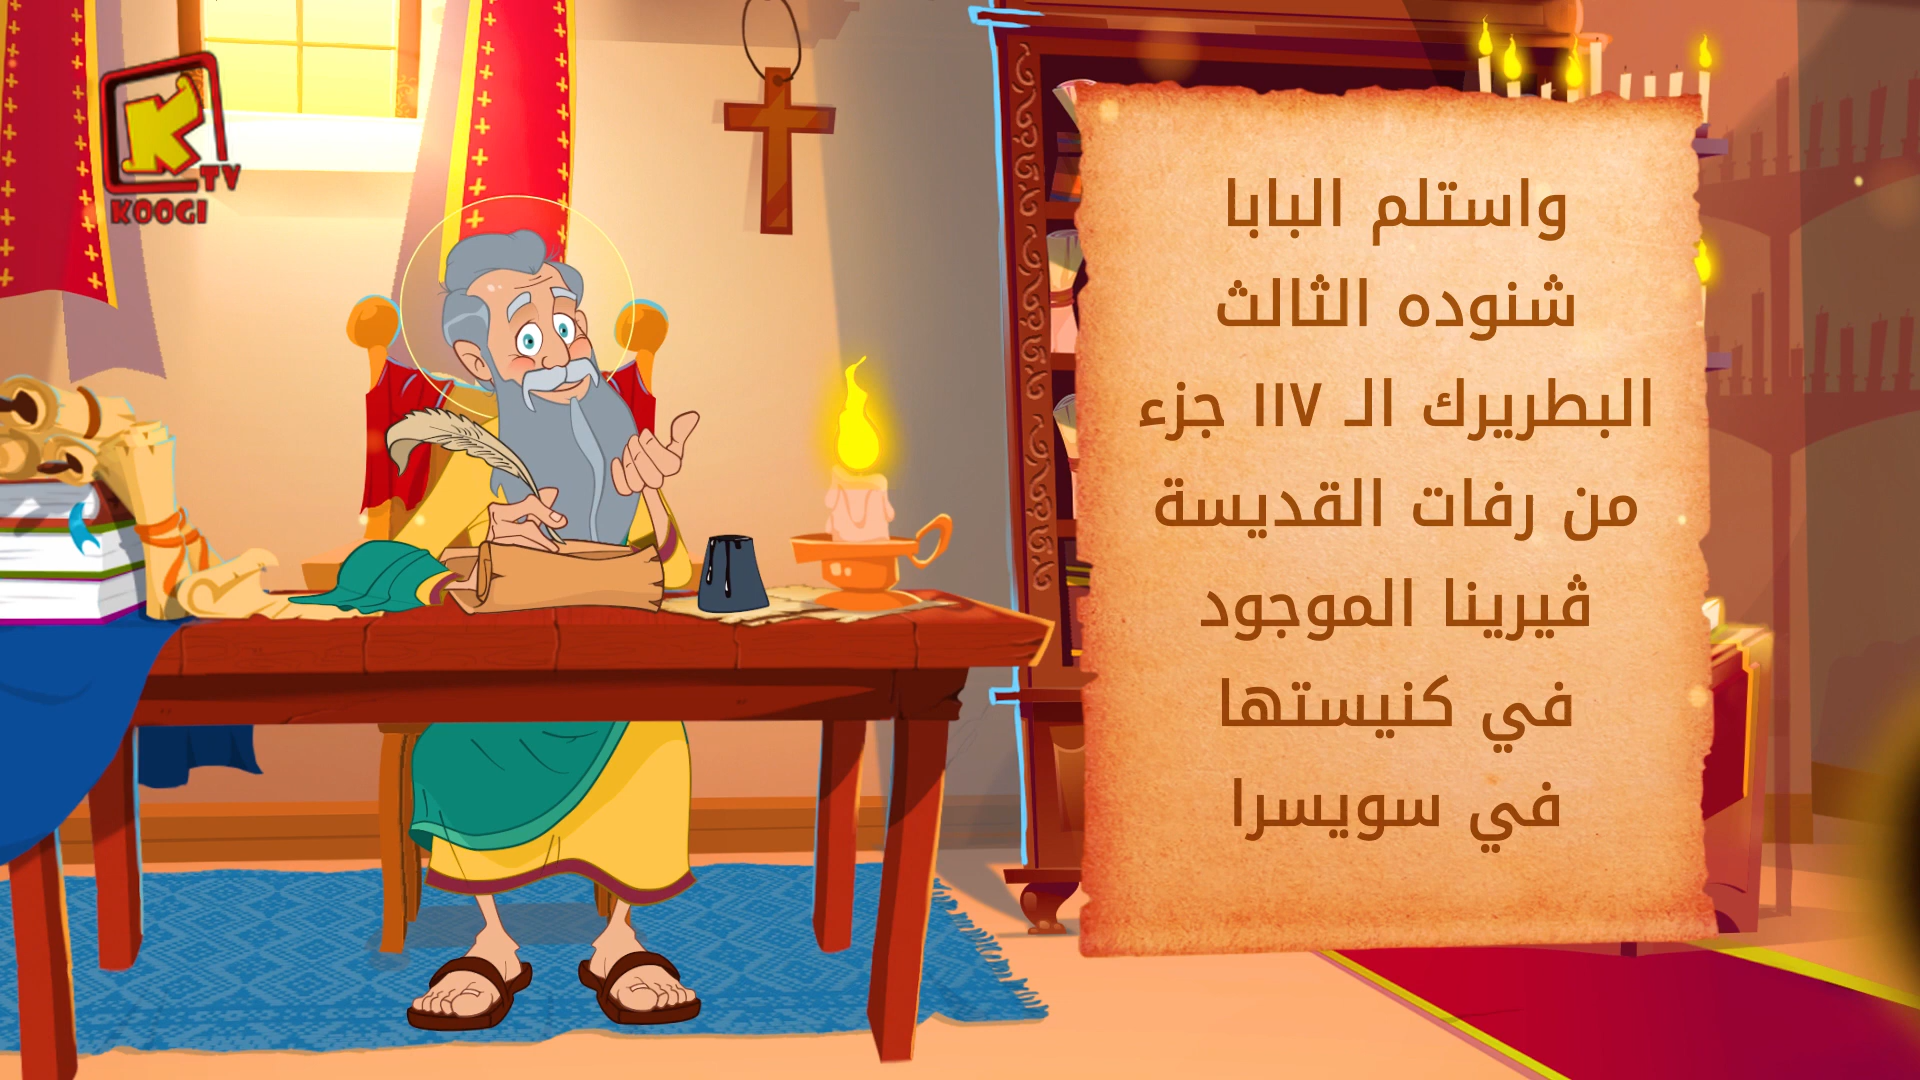 KOOGI TV
واستلم البابا
شنوده الثالث
البطريرك الـ ١١٧ جزء
من رفات القديسة
ڤيرينا الموجود
في كنيستها
في سويسرا